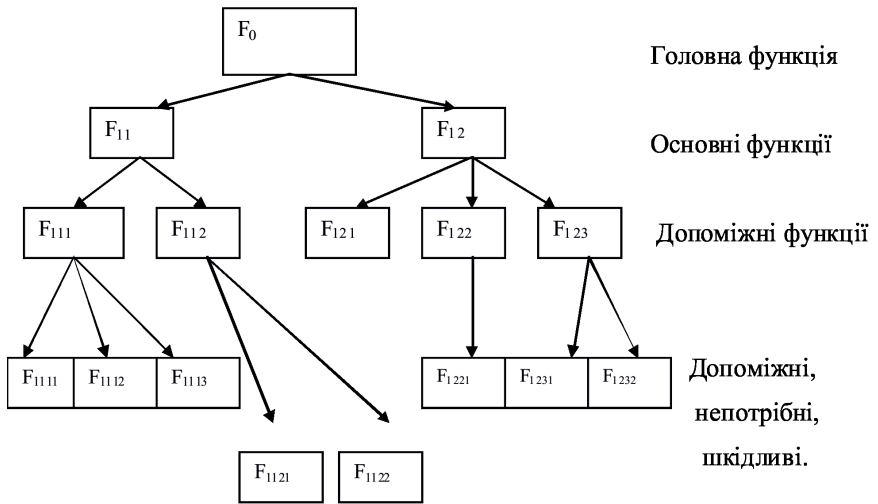 F0
Головна функція
F11
F12
Основні функції
F111
F112
F121
F122
F123
Допоміжні функції
F1111
F1112
F1113
F1221
F1231
F1232
Допоміжні,
непотрібні,
шкідливі.
F1121
F1122